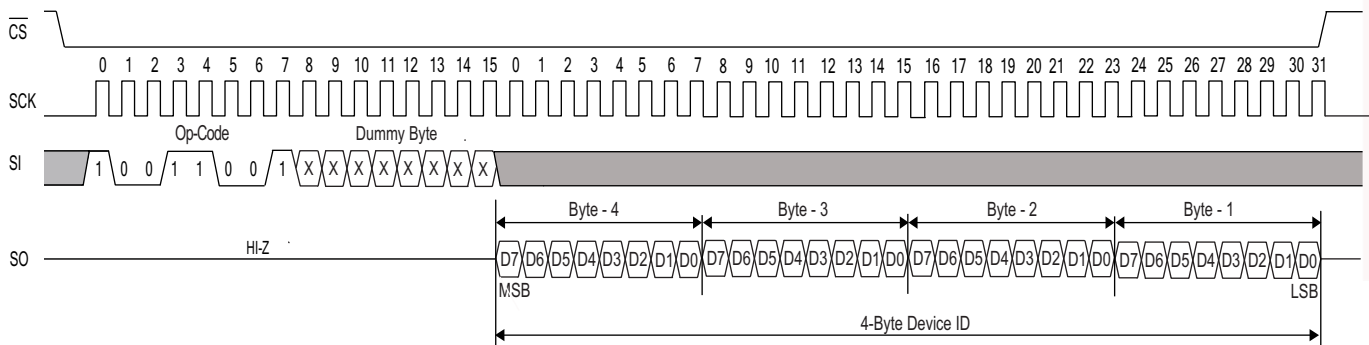 CS
0 1 2 3 4 5 6 7 8 9 10 11 12 13 14 15 0 1 2 3 4 5 6 7 8 9 10 11 12 13 14 15 16 17 18 19 20 21 22 23 24 25 26 27 28 29 30 31
SCK
Op-Code Dummy Byte
SI 1 0 0 1 1 0 0 1 X X X X X X X X
Byte - 4 Byte - 3 Byte - 2 Byte - 1
SO HI-Z D7 D6 D5 D4 D3 D2 D1 D0 D7 D6 D5 D4 D3 D2 D1 D0 D7 D6 D5 D4 D3 D2 D1 D0 D7 D6 D5 D4 D3 D2 D1 D0
MSB LSB
4-Byte Device ID